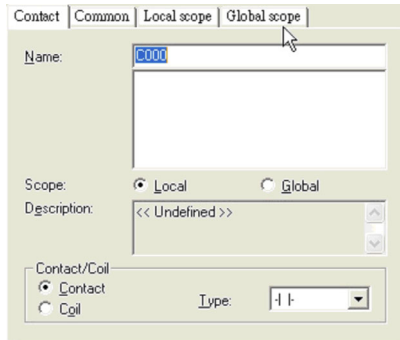 Contact Common Local scope Global scope
Name: C000
Scope: Local Global
Description: << Undefined >>
Contact/Coil
Contact
Coil Type: -| |-